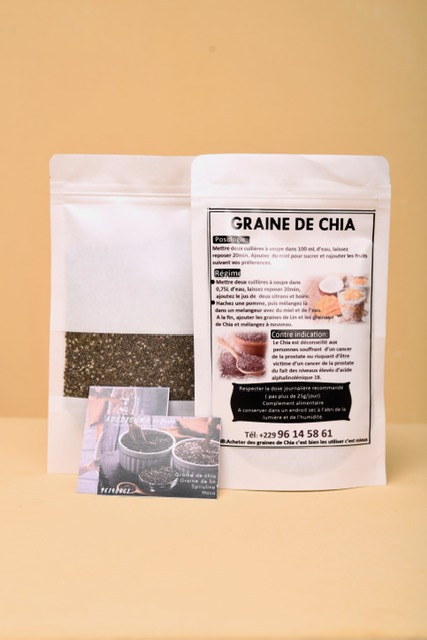 GRAINE DE CHIA
Posologie:
Mettre deux cuillères à soupe dans 100 mL d'eau, laissez
reposer 20min. Ajoutez du miel pour sucrer et rajouter les fruits
suivant vos préférences.
Régime
Mettre deux cuillères à soupe dans
0,75L d'eau, laissez reposer 20min,
ajoutez le jus de deux citrons et boire.
Hachez une pomme, puis mélangez là
dans un melangeur avec du miel et de l'eau.
A la fin, ajouter les graines de Lin et les graines
de Chia et mélangez à nouveau.
Contre indication:
Le Chia est déconseillé aux
personnes souffrant d'un cancer
de la prostate ou risquant d'être
victime d'un cancer de la prostate
du fait des niveaux élevés d'acide
alphalinolénique 18.
Respecter la dose journalière recommandé
( pas plus de 25g/jour)
Complement alimentaire
A conserver dans un endroit sec à l'abri de la
lumière et de l'humidité
Tél: +229 96 14 58 61
Acheter des graines de Chia c'est bien les utiliser c'est mieux
Graine de chia
Graine de lin
Spiruline
Maca